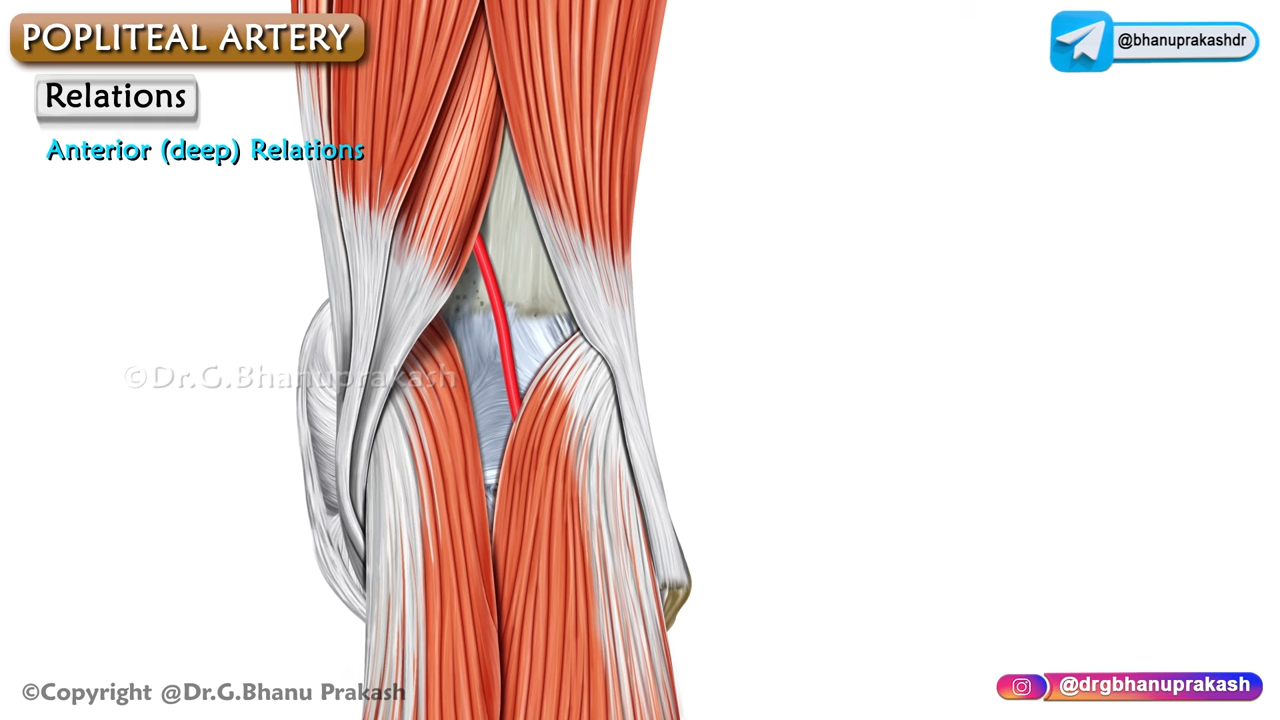 POPLITEAL ARTERY
@bhanuprakashdr
Relations
Anterior (deep) Relations
©Dr.G.Bhanuprakash
©Copyright @Dr.G.Bhanu Prakash
@drgbhanuprakash